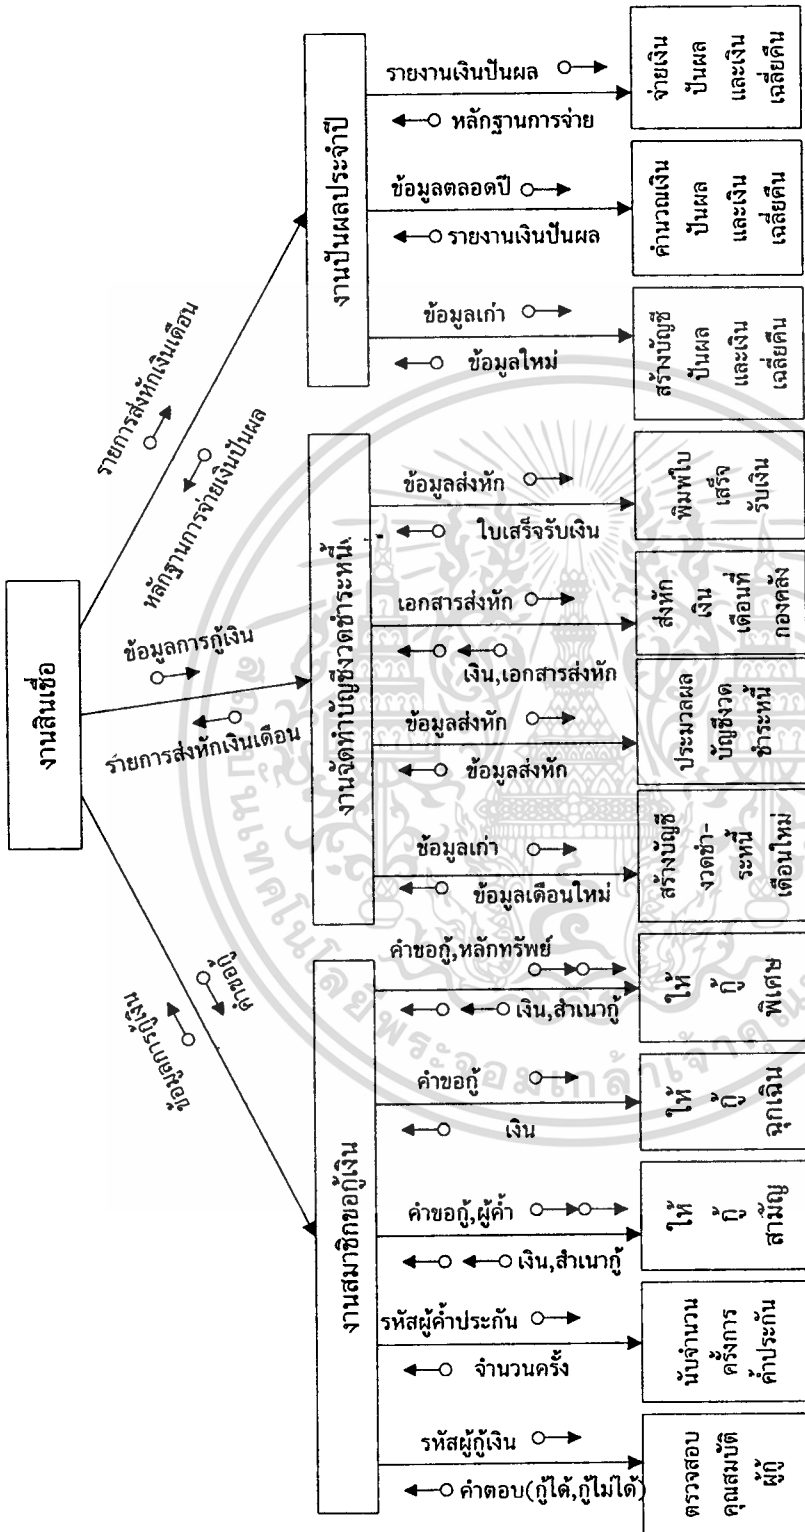 งานสินเชื่อ
คำขอกู้
ข้อมูลการกู้เงิน
ข้อมูลการกู้เงิน
รายการส่งหักเงินเดือน
รายการส่งหักเงินเดือน
หลักฐานการจ่ายเงินปันผล
งานสมาชิกขอกู้เงิน
รหัสผู้กู้เงิน
คำตอบ(กู้ได้,กู้ไม่ได้)
ตรวจสอบ
คุณสมบัติ
ผู้กู้
รหัสผู้ค้ำประกัน
จำนวนครั้ง
นับจำนวน
ครั้งการ
ค้ำประกัน
คำขอกู้,ผู้ค้ำ
เงิน,สำเนากู้
ให้
กู้
สามัญ
คำขอกู้
เงิน
ให้
กู้
ฉุกเฉิน
คำขอกู้,หลักทรัพย์
เงิน,สำเนากู้
ให้
กู้
พิเศษ
งานจัดทำบัญชีงวดชำระหนี้
ข้อมูลเก่า
ข้อมูลเดือนใหม่
สร้างบัญชี
งวดชำ-
ระหนี้
เดือนใหม่
ข้อมูลส่งหัก
ข้อมูลส่งหัก
ประมวลผล
บัญชีงวด
ชำระหนี้
เอกสารส่งหัก
เงิน,เอกสารส่งหัก
ส่งหัก
เงิน
เดือนที่
กองคลัง
ข้อมูลส่งหัก
ใบเสร็จรับเงิน
พิมพ์ใบ
เสร็จ
รับเงิน
งานปันผลประจำปี
ข้อมูลเก่า
ข้อมูลใหม่
สร้างบัญชี
ปันผล
และเงิน
เฉลี่ยคืน
ข้อมูลตลอดปี
รายงานเงินปันผล
คำนวณเงิน
ปันผล
และเงิน
เฉลี่ยคืน
รายงานเงินปันผล
หลักฐานการจ่าย
จ่ายเงิน
ปันผล
และเงิน
เฉลี่ยคืน